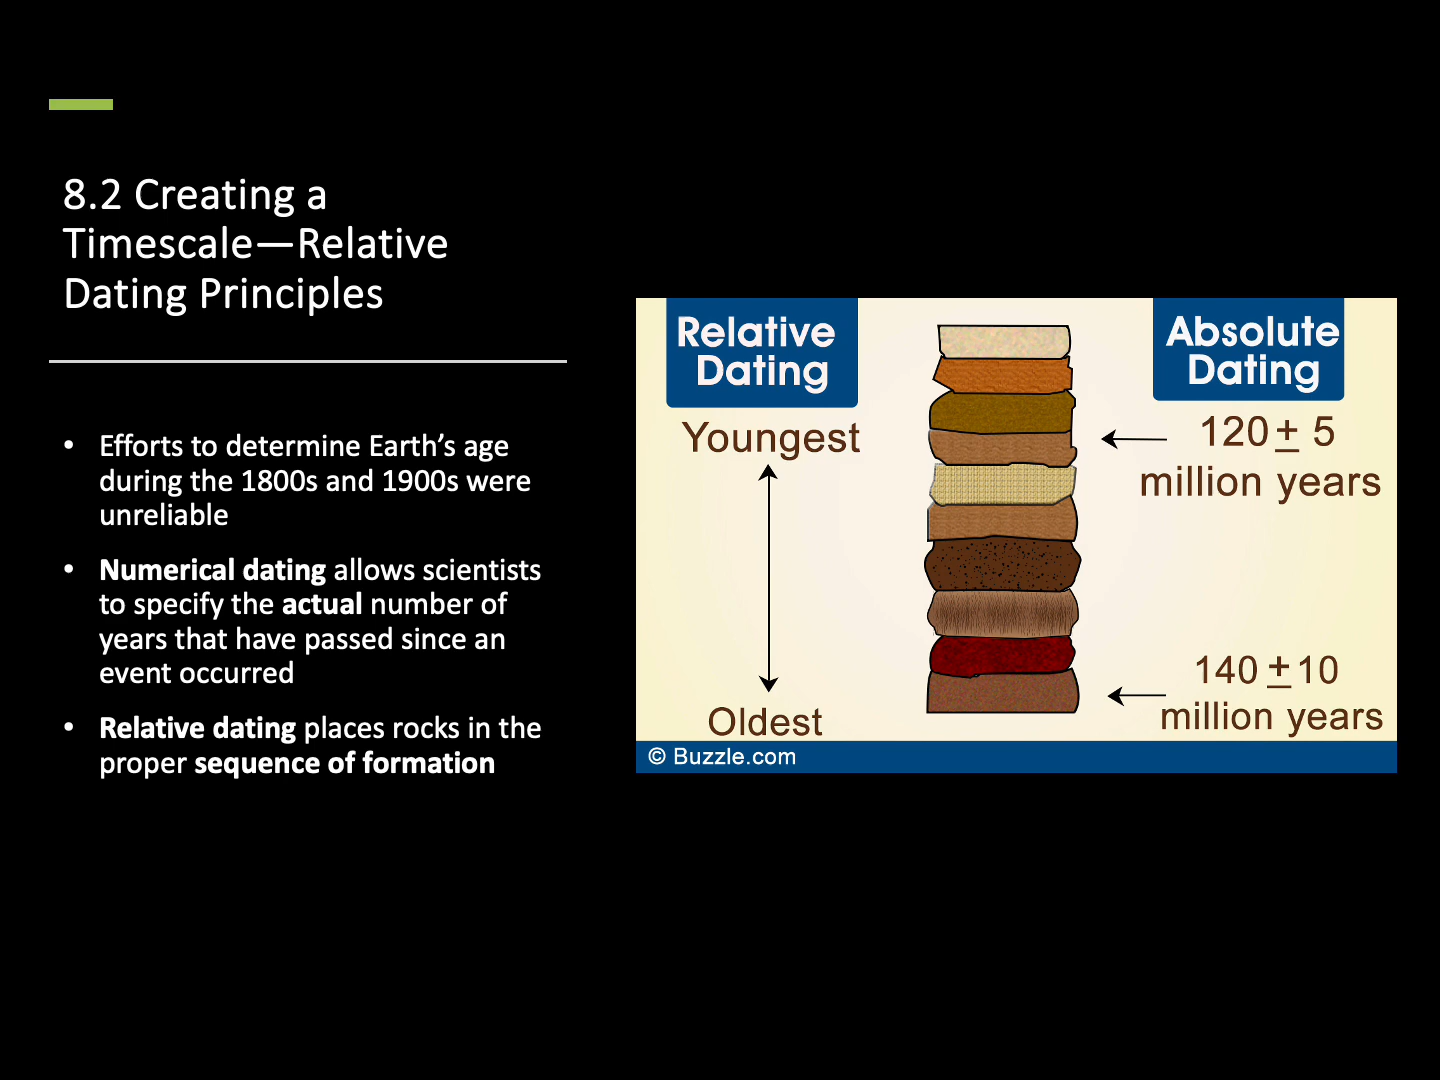 8.2 Creating a
Timescale—Relative
Dating Principles
• Efforts to determine Earth’s age
during the 1800s and 1900s were
unreliable
• Numerical dating allows scientists
to specify the actual number of
years that have passed since an
event occurred
• Relative dating places rocks in the
proper sequence of formation
Relative
Dating
Youngest
Oldest
Absolute
Dating
120 ± 5
million years
140 ± 10
million years
© Buzzle.com